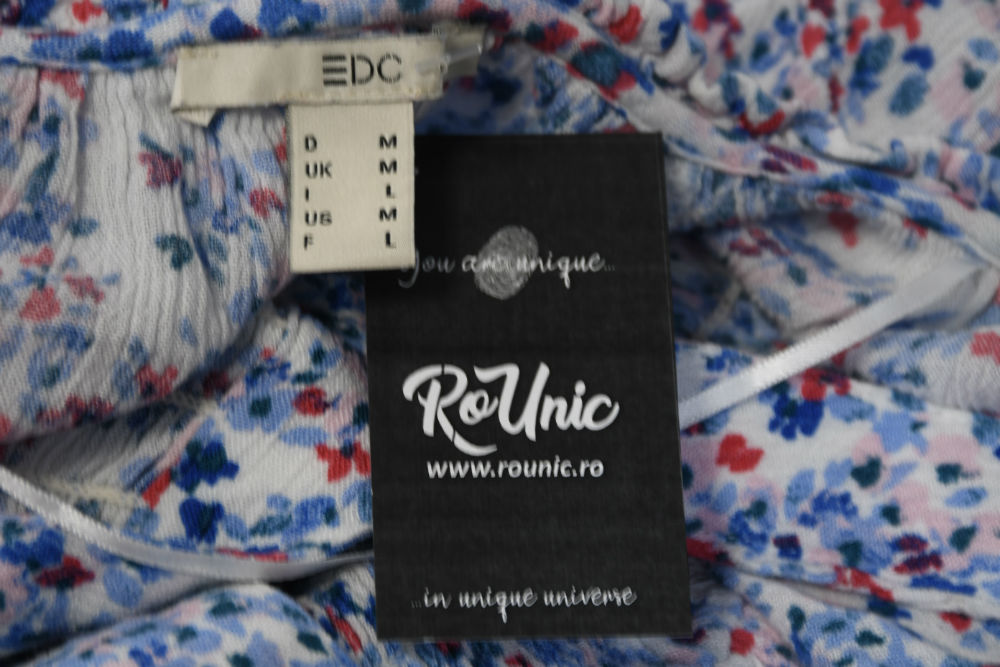 EDC
D M
UK M
I L
US M
F L
You are unique...
RoUnic
www.rounic.ro
...in unique universe